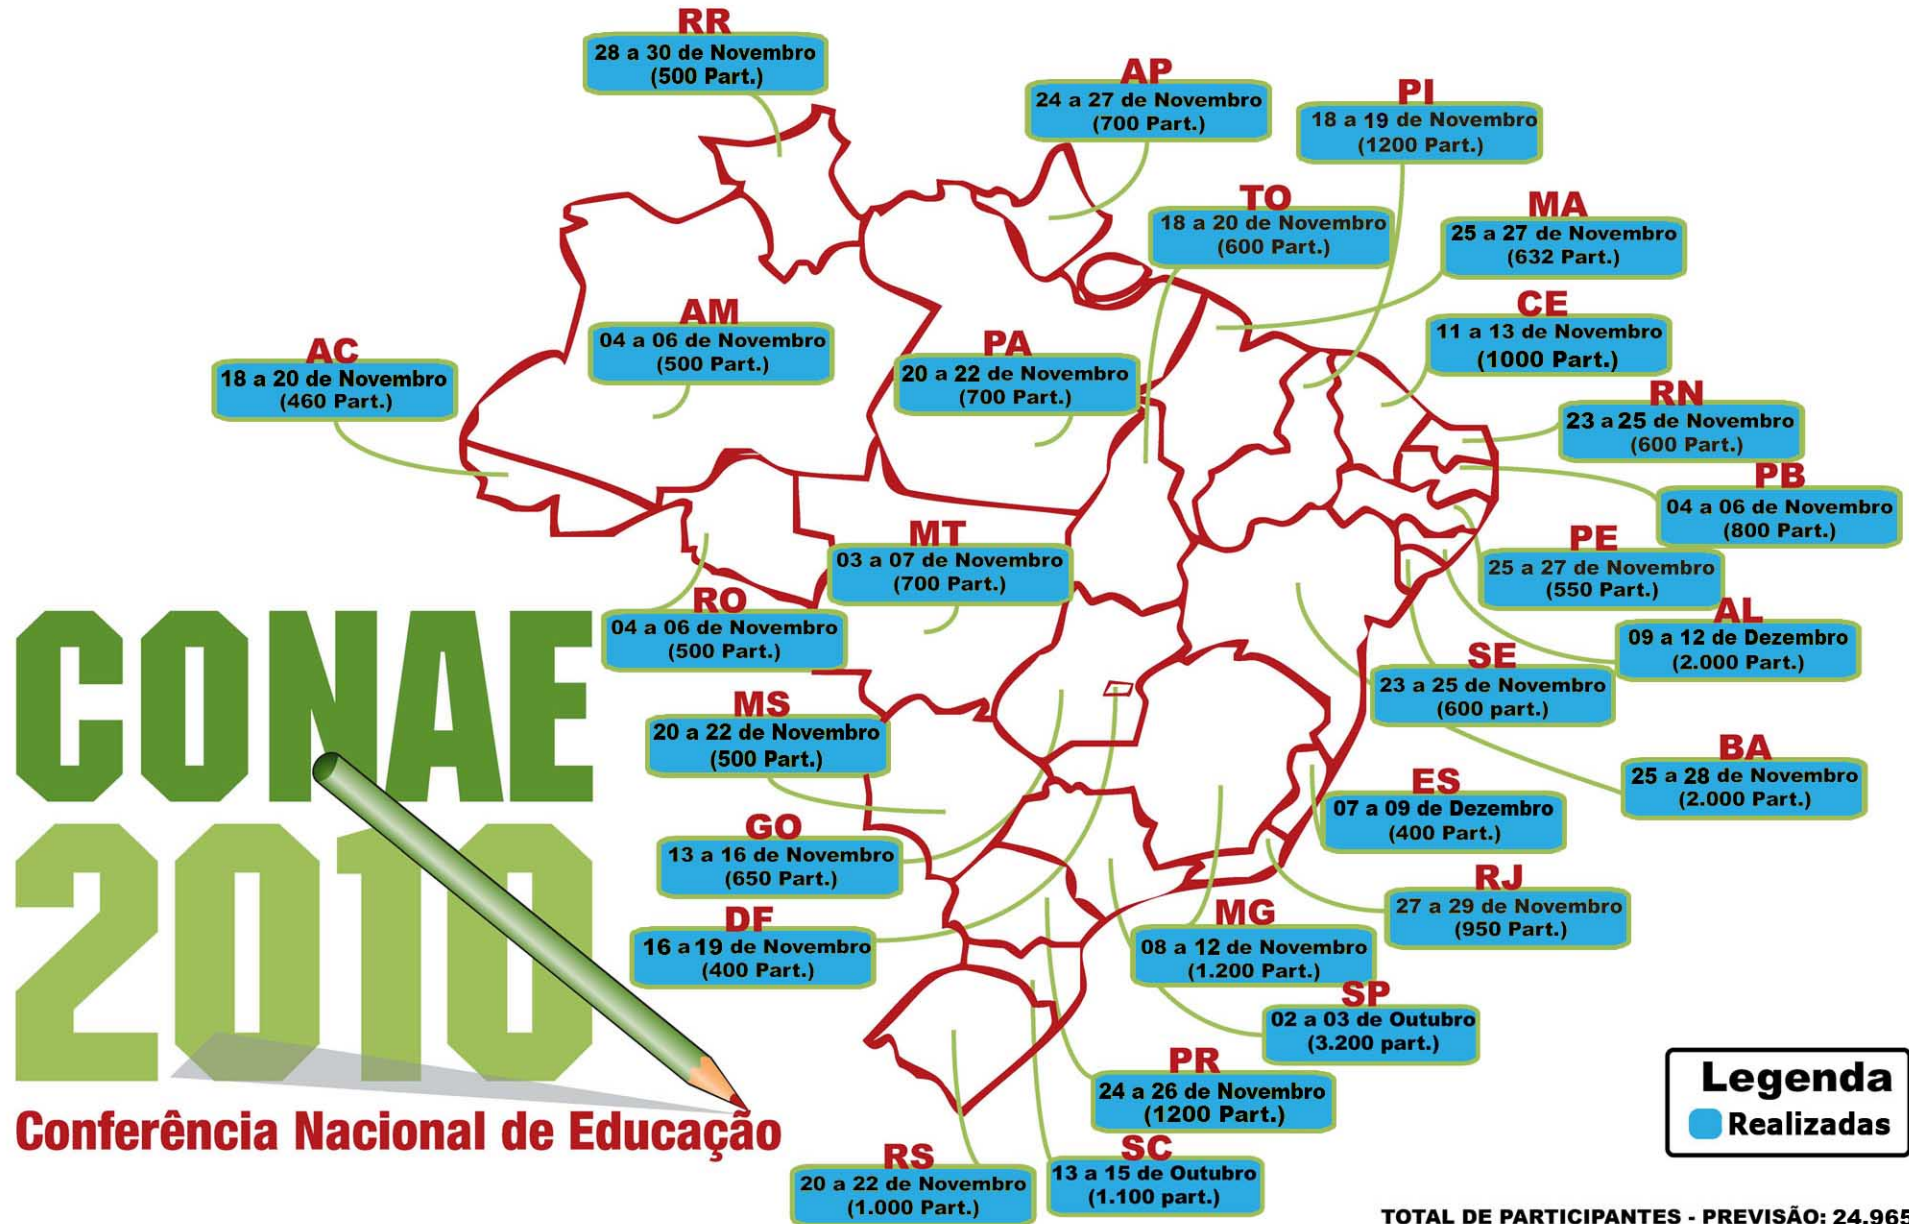 RR
28 a 30 de Novembro
(500 Part.)
AP
24 a 27 de Novembro
(700 Part.)
PI
18 a 19 de Novembro
(1200 Part.)
TO
18 a 20 de Novembro
(600 Part.)
MA
25 a 27 de Novembro
(632 Part.)
AM
04 a 06 de Novembro
(500 Part.)
CE
11 a 13 de Novembro
(1000 Part.)
AC
18 a 20 de Novembro
(460 Part.)
PA
20 a 22 de Novembro
(700 Part.)
RN
23 a 25 de Novembro
(600 Part.)
PB
04 a 06 de Novembro
(800 Part.)
MT
03 a 07 de Novembro
(700 Part.)
PE
25 a 27 de Novembro
(550 Part.)
RO
04 a 06 de Novembro
(500 Part.)
AL
09 a 12 de Dezembro
(2.000 Part.)
SE
23 a 25 de Novembro
(600 part.)
MS
20 a 22 de Novembro
(500 Part.)
BA
25 a 28 de Novembro
(2.000 Part.)
ES
07 a 09 de Dezembro
(400 Part.)
GO
13 a 16 de Novembro
(650 Part.)
RJ
27 a 29 de Novembro
(950 Part.)
DF
16 a 19 de Novembro
(400 Part.)
MG
08 a 12 de Novembro
(1.200 Part.)
SP
02 a 03 de Outubro
(3.200 part.)
PR
24 a 26 de Novembro
(1200 Part.)
SC
13 a 15 de Outubro
(1.100 part.)
RS
20 a 22 de Novembro
(1.000 Part.)
CONAE
2010
Conferência Nacional de Educação
Legenda
Realizadas
TOTAL DE PARTICIPANTES - PREVISÃO: 24.965